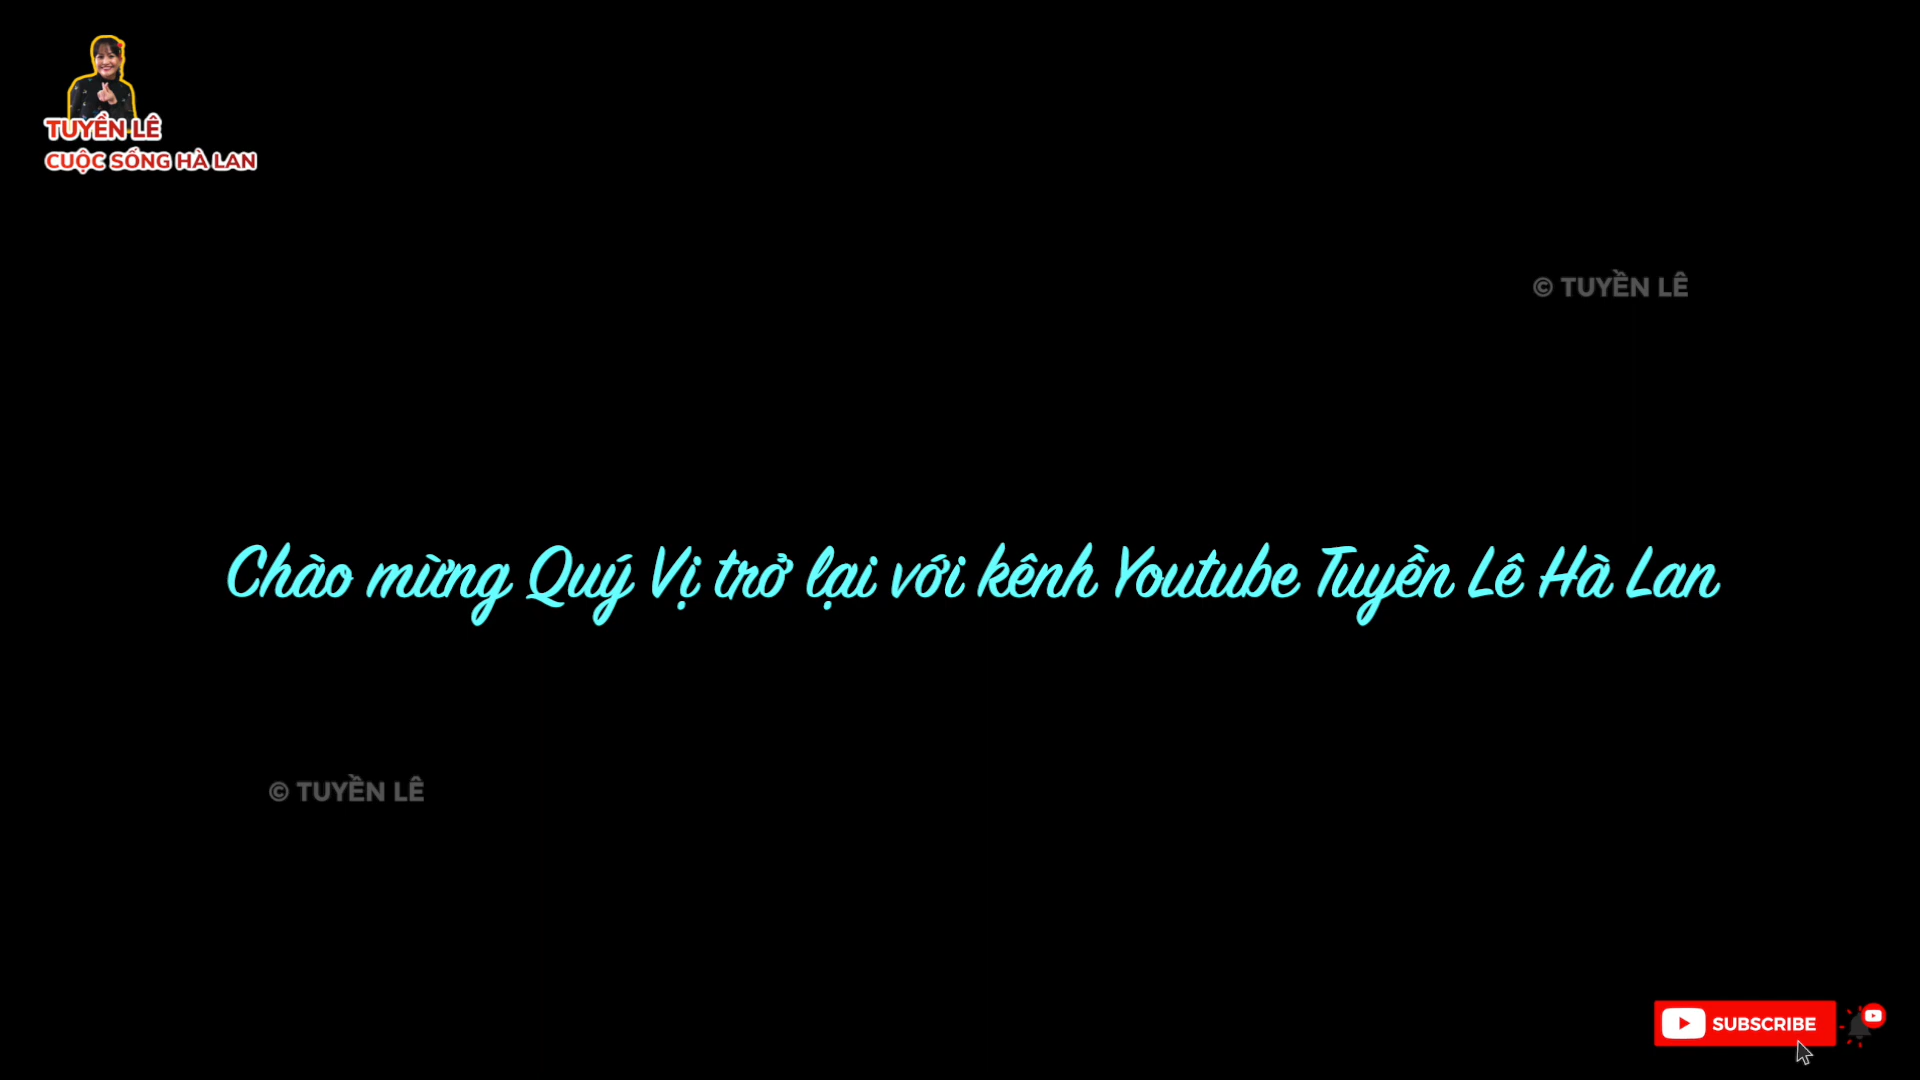 TUYỀN LÊ
CUỘC SỐNG HÀ LAN
© TUYỀN LÊ
Chào mừng Quý Vị trở lại với kênh Youtube Tuyền Lê Hà Lan
© TUYỀN LÊ
SUBSCRIBE